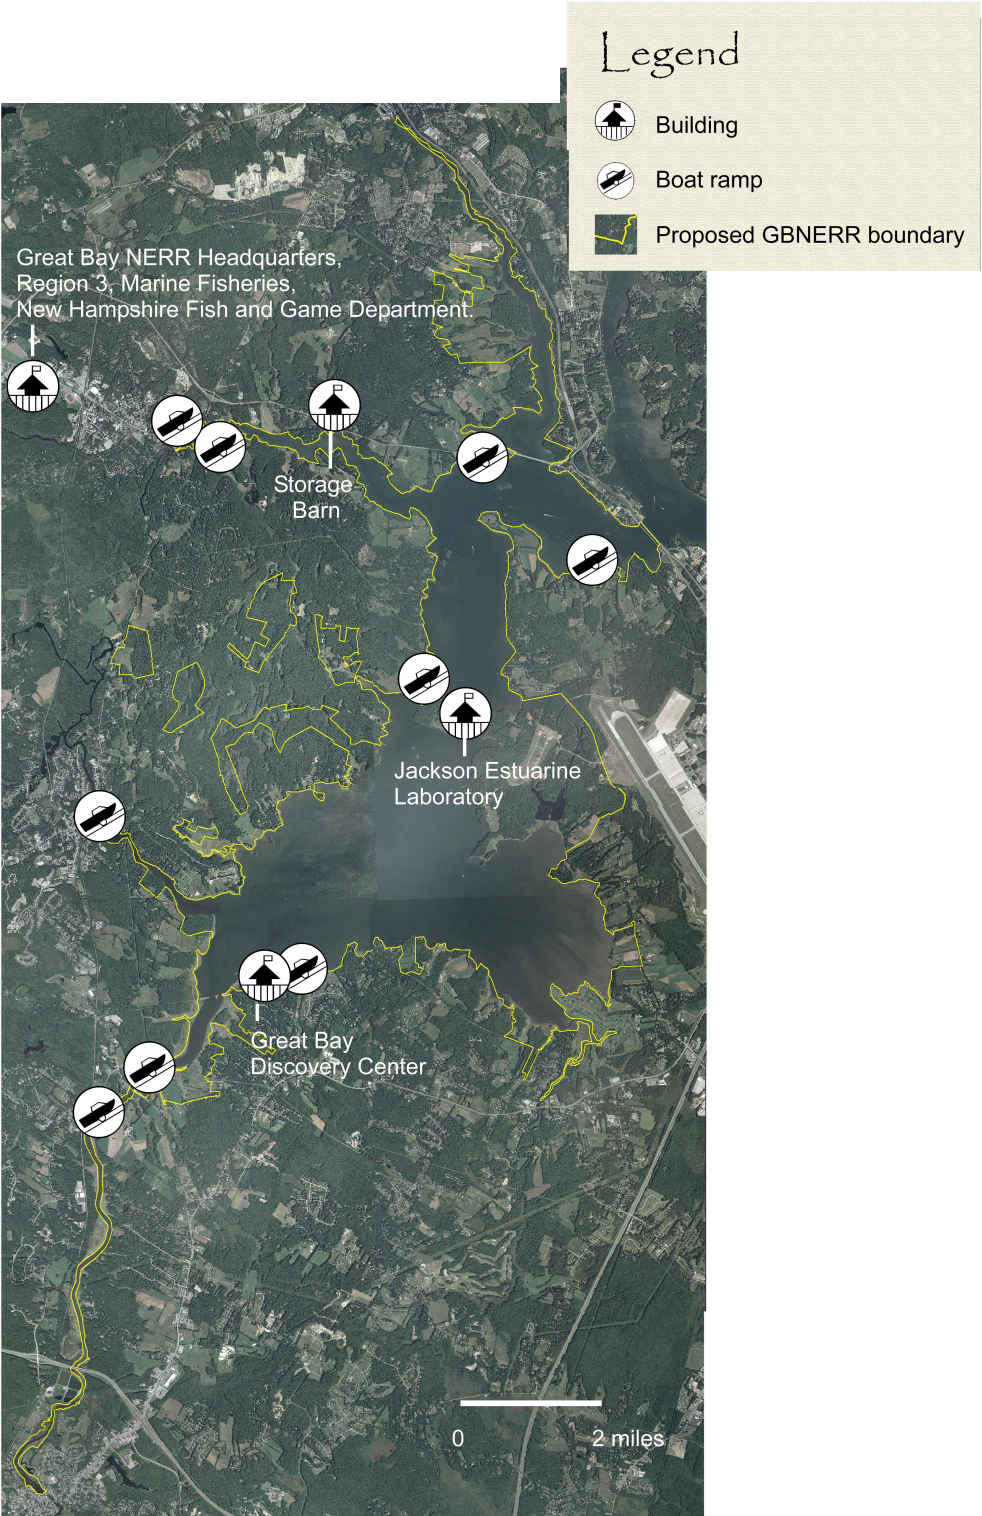 Legend
Building
Boat ramp
Proposed GBNERR boundary
Great Bay NERR Headquarters,
Region 3, Marine Fisheries,
New Hampshire Fish and Game Department.
Storage
Barn
Jackson Estuarine
Laboratory
Great Bay
Discovery Center
0 2 miles